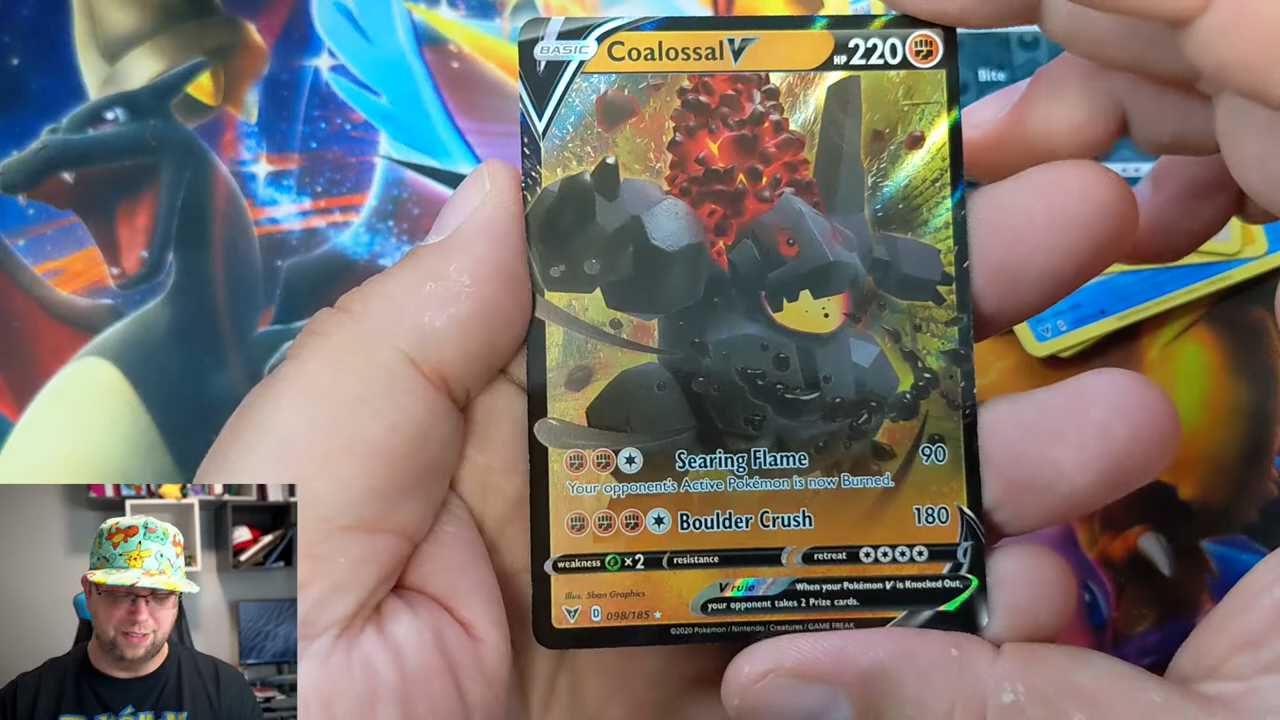 BASIC
Coalossal V
HP 220
Bite
Searing Flame 90
Your opponent's Active Pokémon is now Burned.
Boulder Crush 180
weakness ×2 resistance retreat
V rule When your Pokémon V is Knocked Out,
your opponent takes 2 Prize cards.
Illus. 5ban Graphics
D 098/185
©2020 Pokémon / Nintendo / Creatures / GAME FREAK